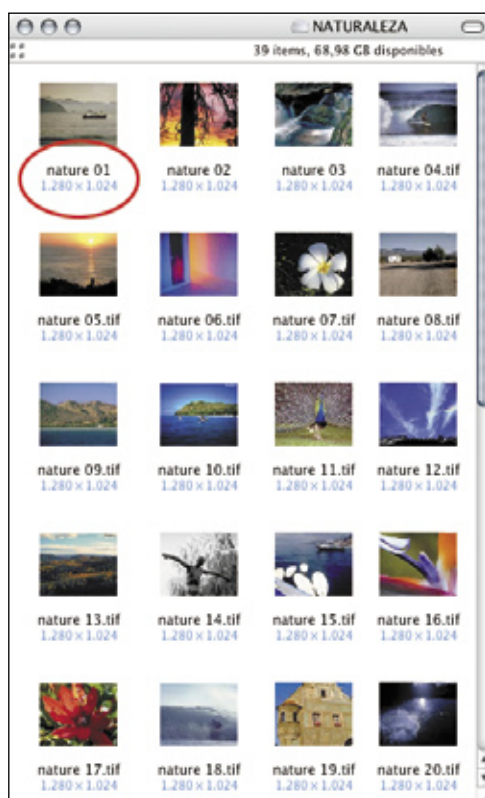 NATURALEZA
39 items, 68,98 GB disponibles
nature 01 nature 02 nature 03 nature 04.tif
1.280 × 1.024 1.280 × 1.024 1.280 × 1.024 1.280 × 1.024
nature 05.tif nature 06.tif nature 07.tif nature 08.tif
1.280 × 1.024 1.280 × 1.024 1.280 × 1.024 1.280 × 1.024
nature 09.tif nature 10.tif nature 11.tif nature 12.tif
1.280 × 1.024 1.280 × 1.024 1.280 × 1.024 1.280 × 1.024
nature 13.tif nature 14.tif nature 15.tif nature 16.tif
1.280 × 1.024 1.280 × 1.024 1.280 × 1.024 1.280 × 1.024
nature 17.tif nature 18.tif nature 19.tif nature 20.tif
1.280 × 1.024 1.280 × 1.024 1.280 × 1.024 1.280 × 1.024